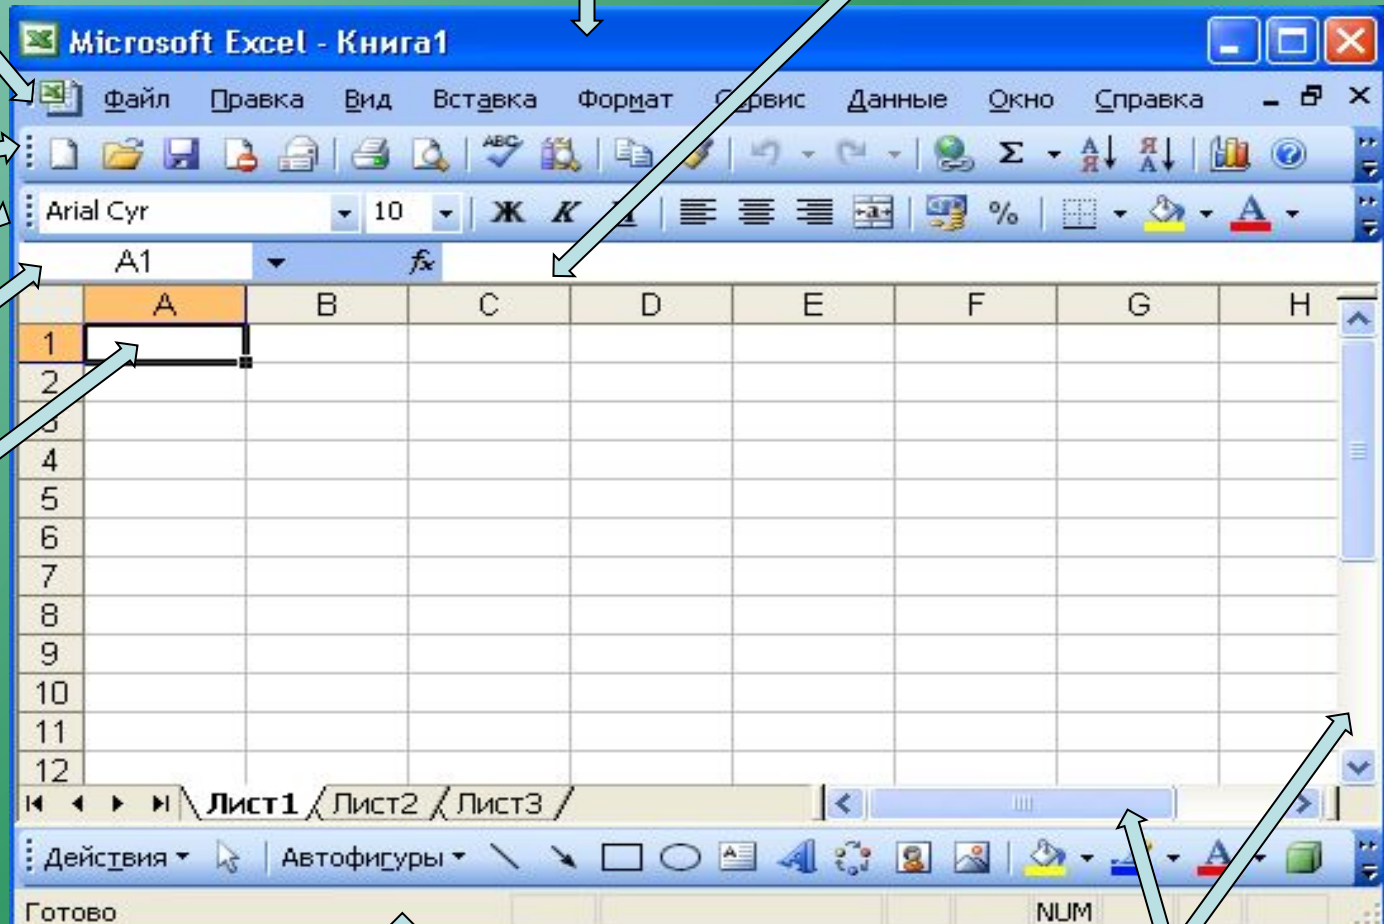 Microsoft Excel - Книга1
Файл Правка Вид Вставка Формат Сервис Данные Окно Справка
Arial Cyr 10 Ж К %
A1 fx
A B C D E F G H
1
2
3
4
5
6
7
8
9
10
11
12
Лист1 Лист2 Лист3
Действия Автофигуры
Готово NUM